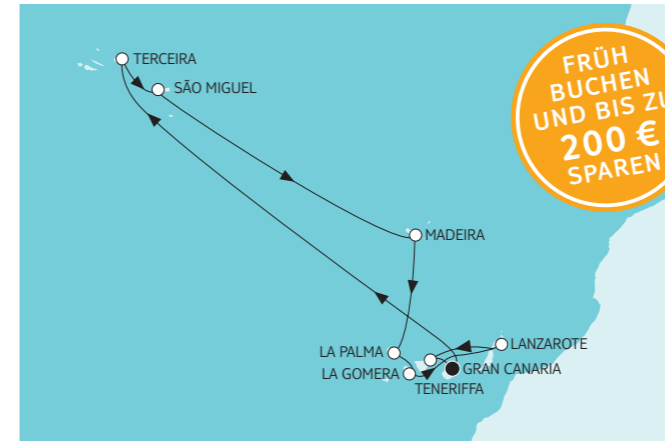 TERCEIRA
SÃO MIGUEL
FRÜH
BUCHEN
UND BIS ZU
200 €
SPAREN
MADEIRA
LANZAROTE
LA PALMA
GRAN CANARIA
LA GOMERA
TENERIFFA